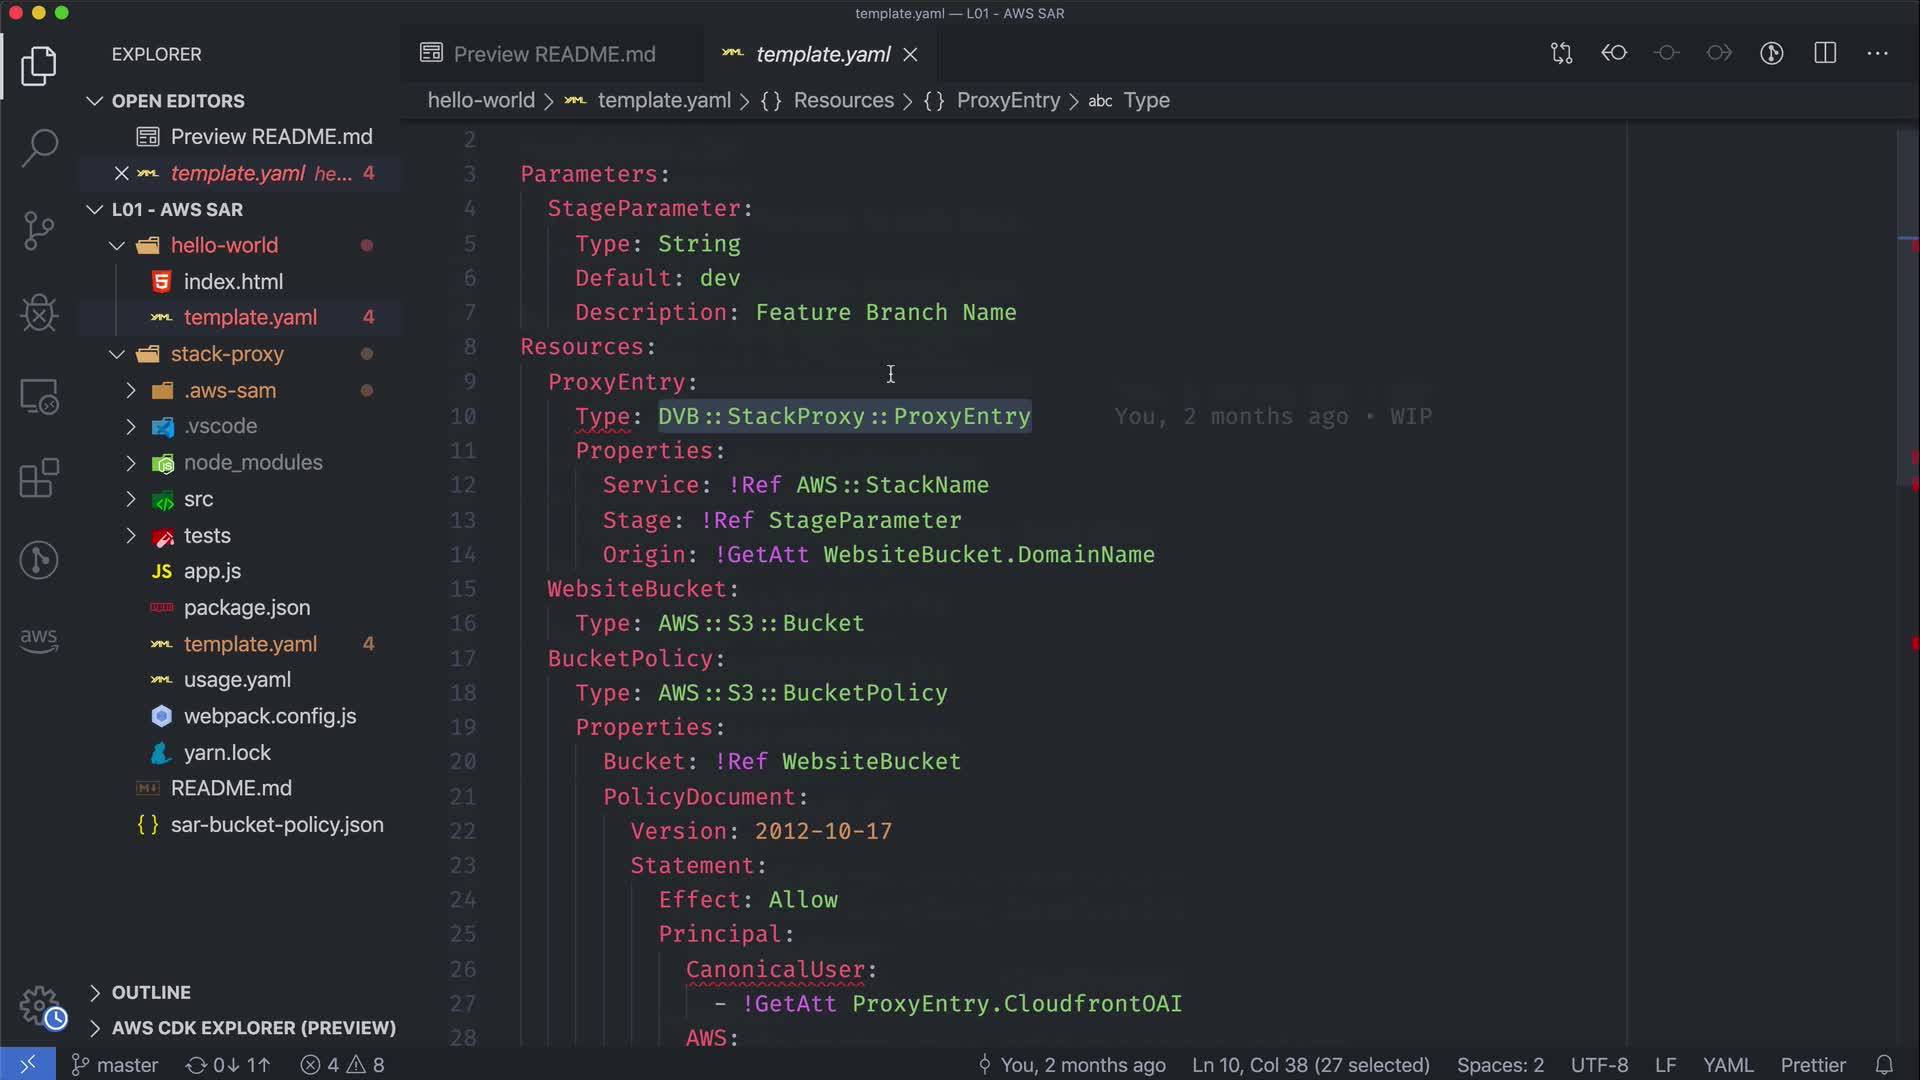 template.yaml — L01 - AWS SAR
EXPLORER
Preview README.md
template.yaml
hello-world > template.yaml > {} Resources > {} ProxyEntry > abc Type
OPEN EDITORS
Preview README.md
template.yaml he... 4
L01 - AWS SAR
hello-world
index.html
template.yaml 4
stack-proxy
.aws-sam
.vscode
node_modules
src
tests
JS app.js
package.json
template.yaml 4
usage.yaml
webpack.config.js
yarn.lock
README.md
{} sar-bucket-policy.json
OUTLINE
AWS CDK EXPLORER (PREVIEW)
aws
2
3 Parameters:
4 StageParameter:
5 Type: String
6 Default: dev
7 Description: Feature Branch Name
8 Resources:
9 ProxyEntry:
10 Type: DVB::StackProxy::ProxyEntry You, 2 months ago • WIP
11 Properties:
12 Service: !Ref AWS::StackName
13 Stage: !Ref StageParameter
14 Origin: !GetAtt WebsiteBucket.DomainName
15 WebsiteBucket:
16 Type: AWS::S3::Bucket
17 BucketPolicy:
18 Type: AWS::S3::BucketPolicy
19 Properties:
20 Bucket: !Ref WebsiteBucket
21 PolicyDocument:
22 Version: 2012-10-17
23 Statement:
24 Effect: Allow
25 Principal:
26 CanonicalUser:
27 - !GetAtt ProxyEntry.CloudfrontOAI
28 AWS:
master 0↓ 1↑ 4 8 You, 2 months ago Ln 10, Col 38 (27 selected) Spaces: 2 UTF-8 LF YAML Prettier